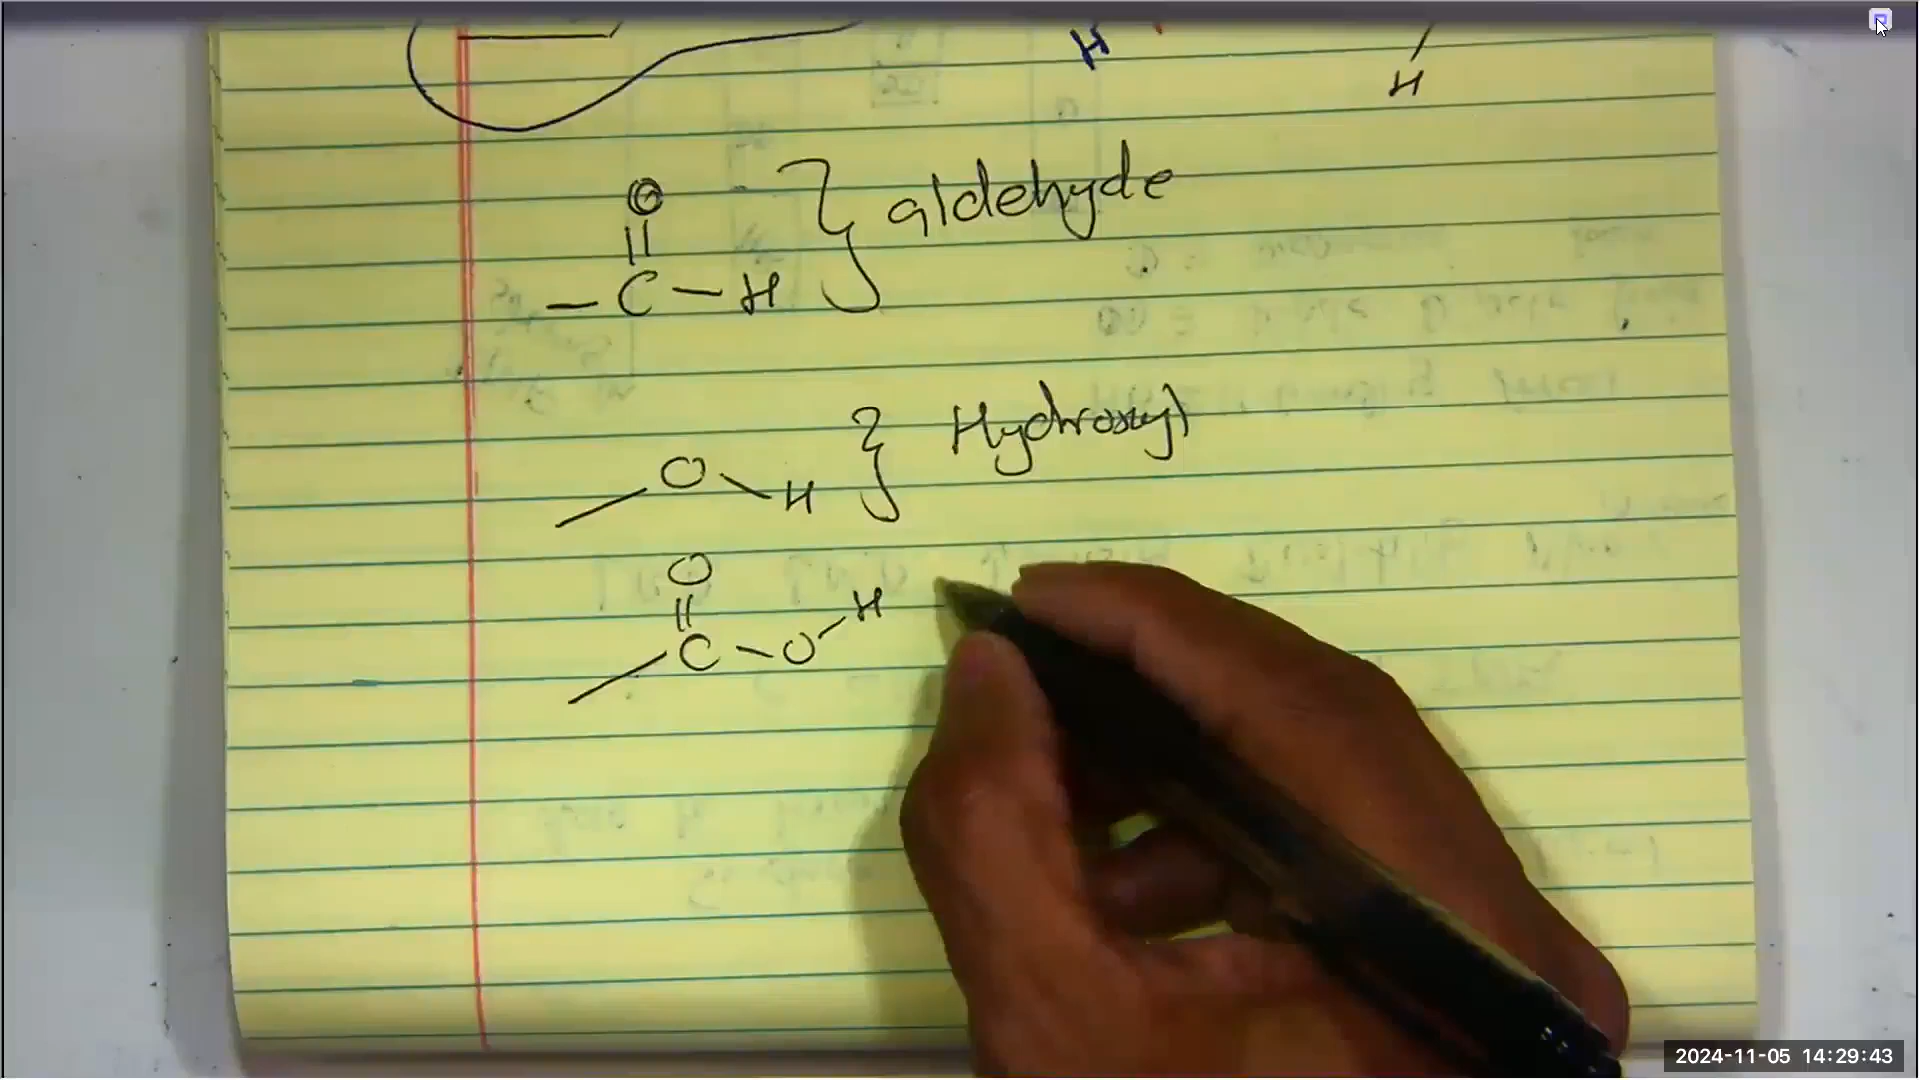 H
H
O
||
— C — H } aldehyde
O
H
} Hydroxyl
O
||
C — O — H
2024-11-05 14:29:43